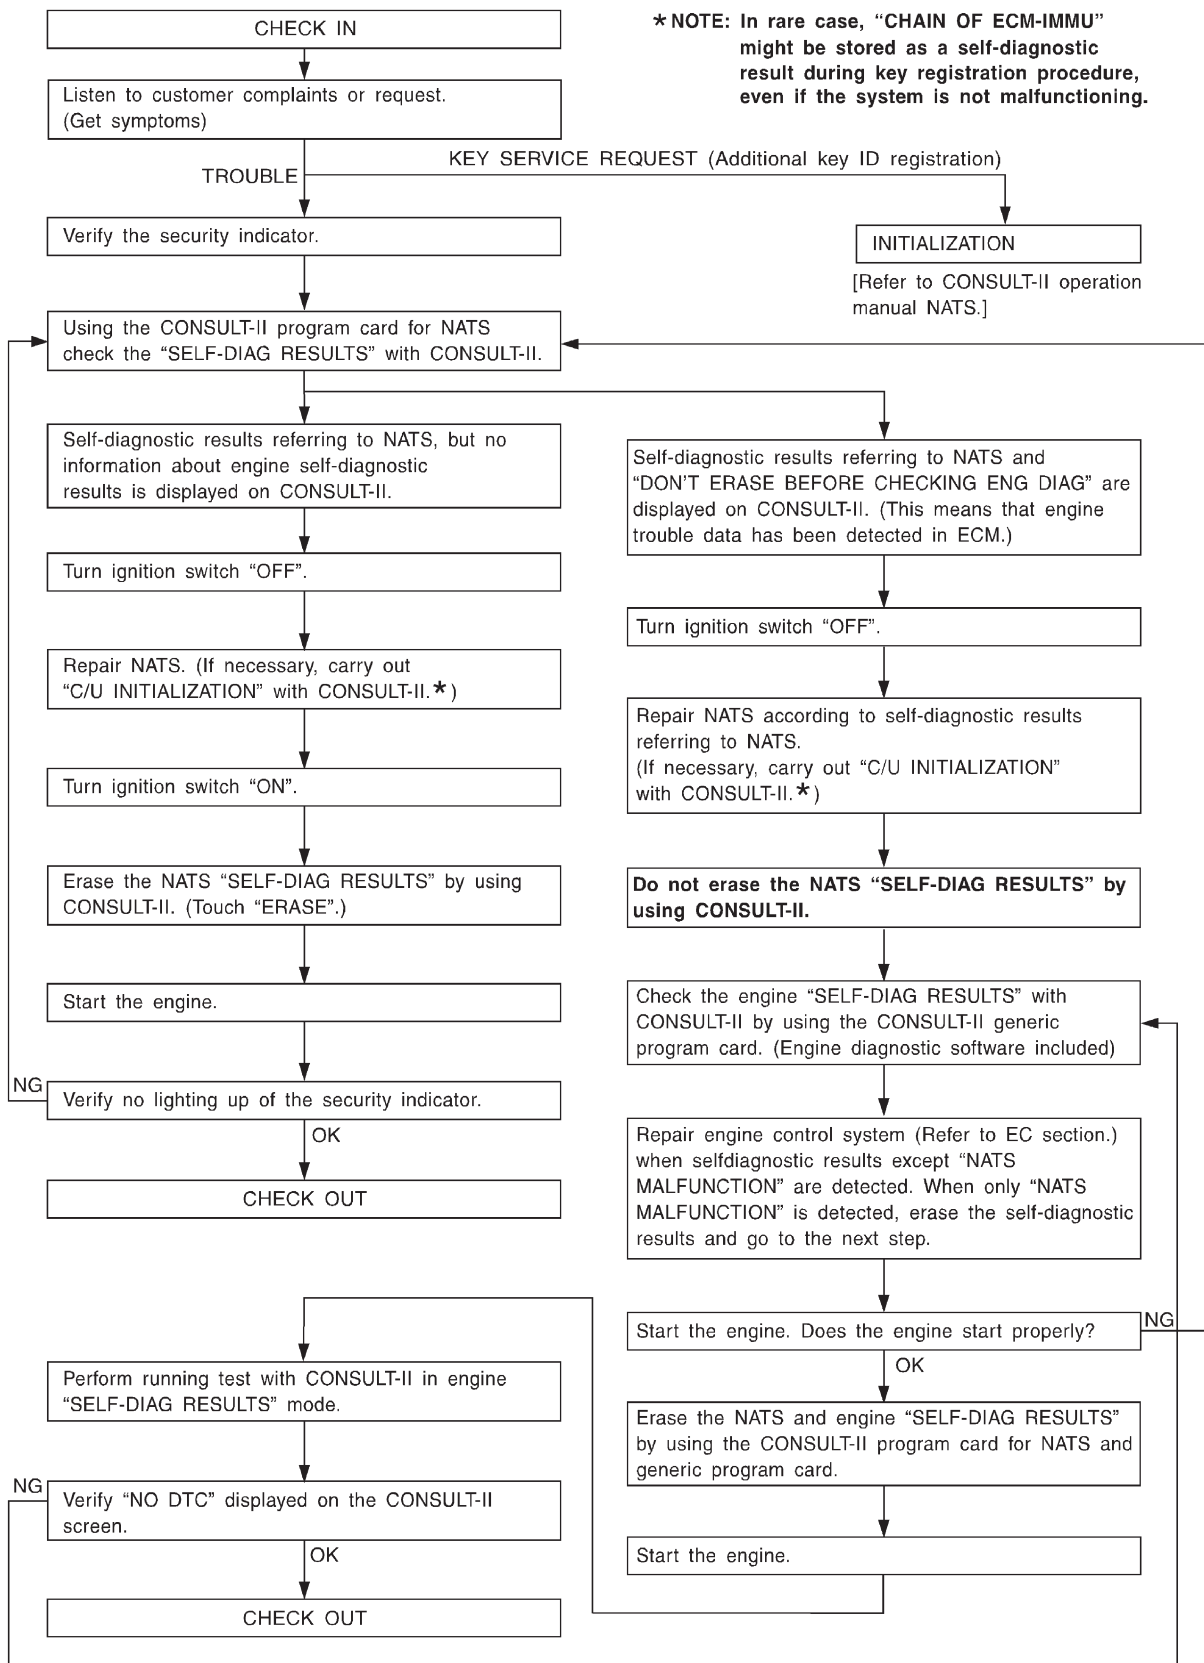 CHECK IN
* NOTE: In rare case, “CHAIN OF ECM-IMMU”
might be stored as a self-diagnostic
result during key registration procedure,
even if the system is not malfunctioning.
Listen to customer complaints or request.
(Get symptoms)
KEY SERVICE REQUEST (Additional key ID registration)
TROUBLE
Verify the security indicator.
INITIALIZATION
[Refer to CONSULT-II operation
manual NATS.]
Using the CONSULT-II program card for NATS
check the “SELF-DIAG RESULTS” with CONSULT-II.
Self-diagnostic results referring to NATS, but no
information about engine self-diagnostic
results is displayed on CONSULT-II.
Turn ignition switch “OFF”.
Repair NATS. (If necessary, carry out
“C/U INITIALIZATION” with CONSULT-II.*)
Turn ignition switch “ON”.
Erase the NATS “SELF-DIAG RESULTS” by using
CONSULT-II. (Touch “ERASE”.)
Start the engine.
NG
Verify no lighting up of the security indicator.
OK
CHECK OUT
Self-diagnostic results referring to NATS and
“DON’T ERASE BEFORE CHECKING ENG DIAG” are
displayed on CONSULT-II. (This means that engine
trouble data has been detected in ECM.)
Turn ignition switch “OFF”.
Repair NATS according to self-diagnostic results
referring to NATS.
(If necessary, carry out “C/U INITIALIZATION”
with CONSULT-II.*)
Do not erase the NATS “SELF-DIAG RESULTS” by
using CONSULT-II.
Check the engine “SELF-DIAG RESULTS” with
CONSULT-II by using the CONSULT-II generic
program card. (Engine diagnostic software included)
Repair engine control system (Refer to EC section.)
when selfdiagnostic results except “NATS
MALFUNCTION” are detected. When only “NATS
MALFUNCTION” is detected, erase the self-diagnostic
results and go to the next step.
Start the engine. Does the engine start properly?
NG
OK
Erase the NATS and engine “SELF-DIAG RESULTS”
by using the CONSULT-II program card for NATS and
generic program card.
Start the engine.
Perform running test with CONSULT-II in engine
“SELF-DIAG RESULTS” mode.
NG
Verify “NO DTC” displayed on the CONSULT-II
screen.
OK
CHECK OUT